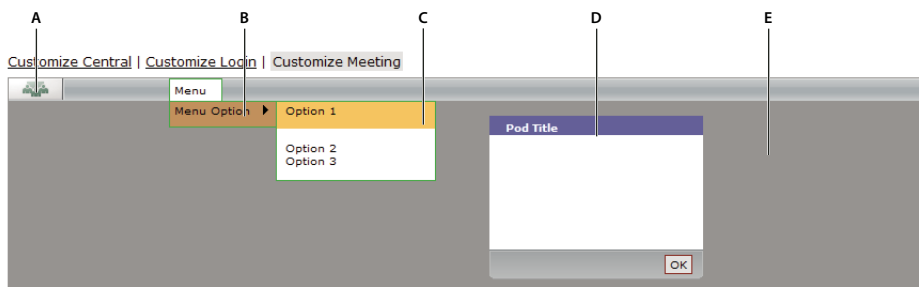 A B C D E
Customize Central | Customize Login | Customize Meeting
Menu
Menu Option Option 1
Pod Title
Option 2
Option 3
OK